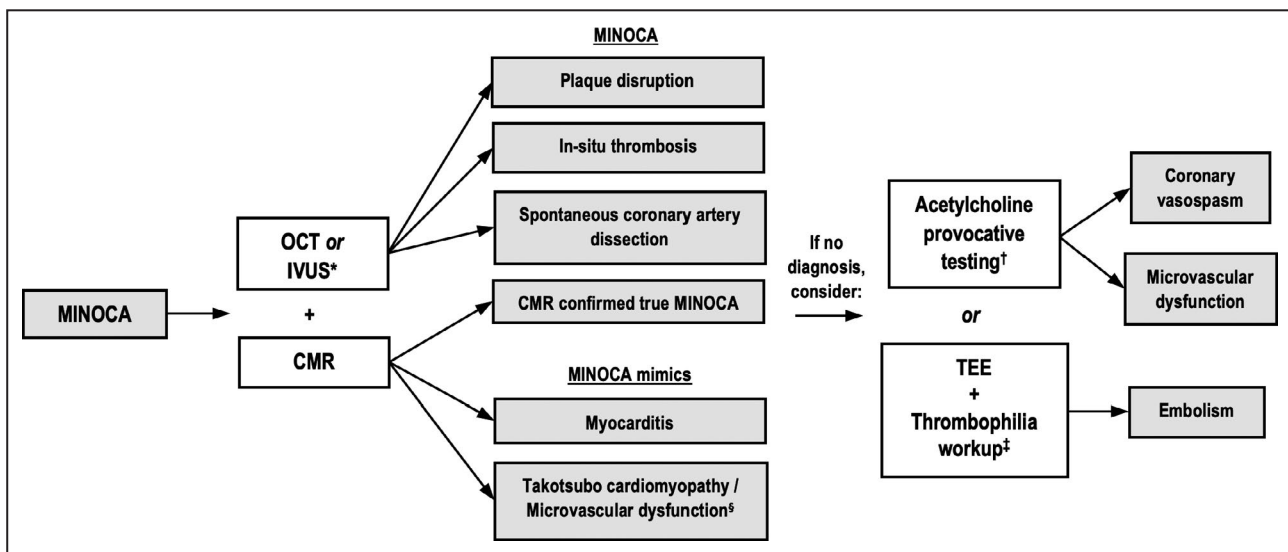 MINOCA
OCT or
IVUS*
+
CMR
MINOCA
Plaque disruption
In-situ thrombosis
Spontaneous coronary artery
dissection
CMR confirmed true MINOCA
MINOCA mimics
Myocarditis
Takotsubo cardiomyopathy /
Microvascular dysfunction§
If no
diagnosis,
consider:
Acetylcholine
provocative
testing†
or
TEE
+
Thrombophilia
workup‡
Coronary
vasospasm
Microvascular
dysfunction
Embolism